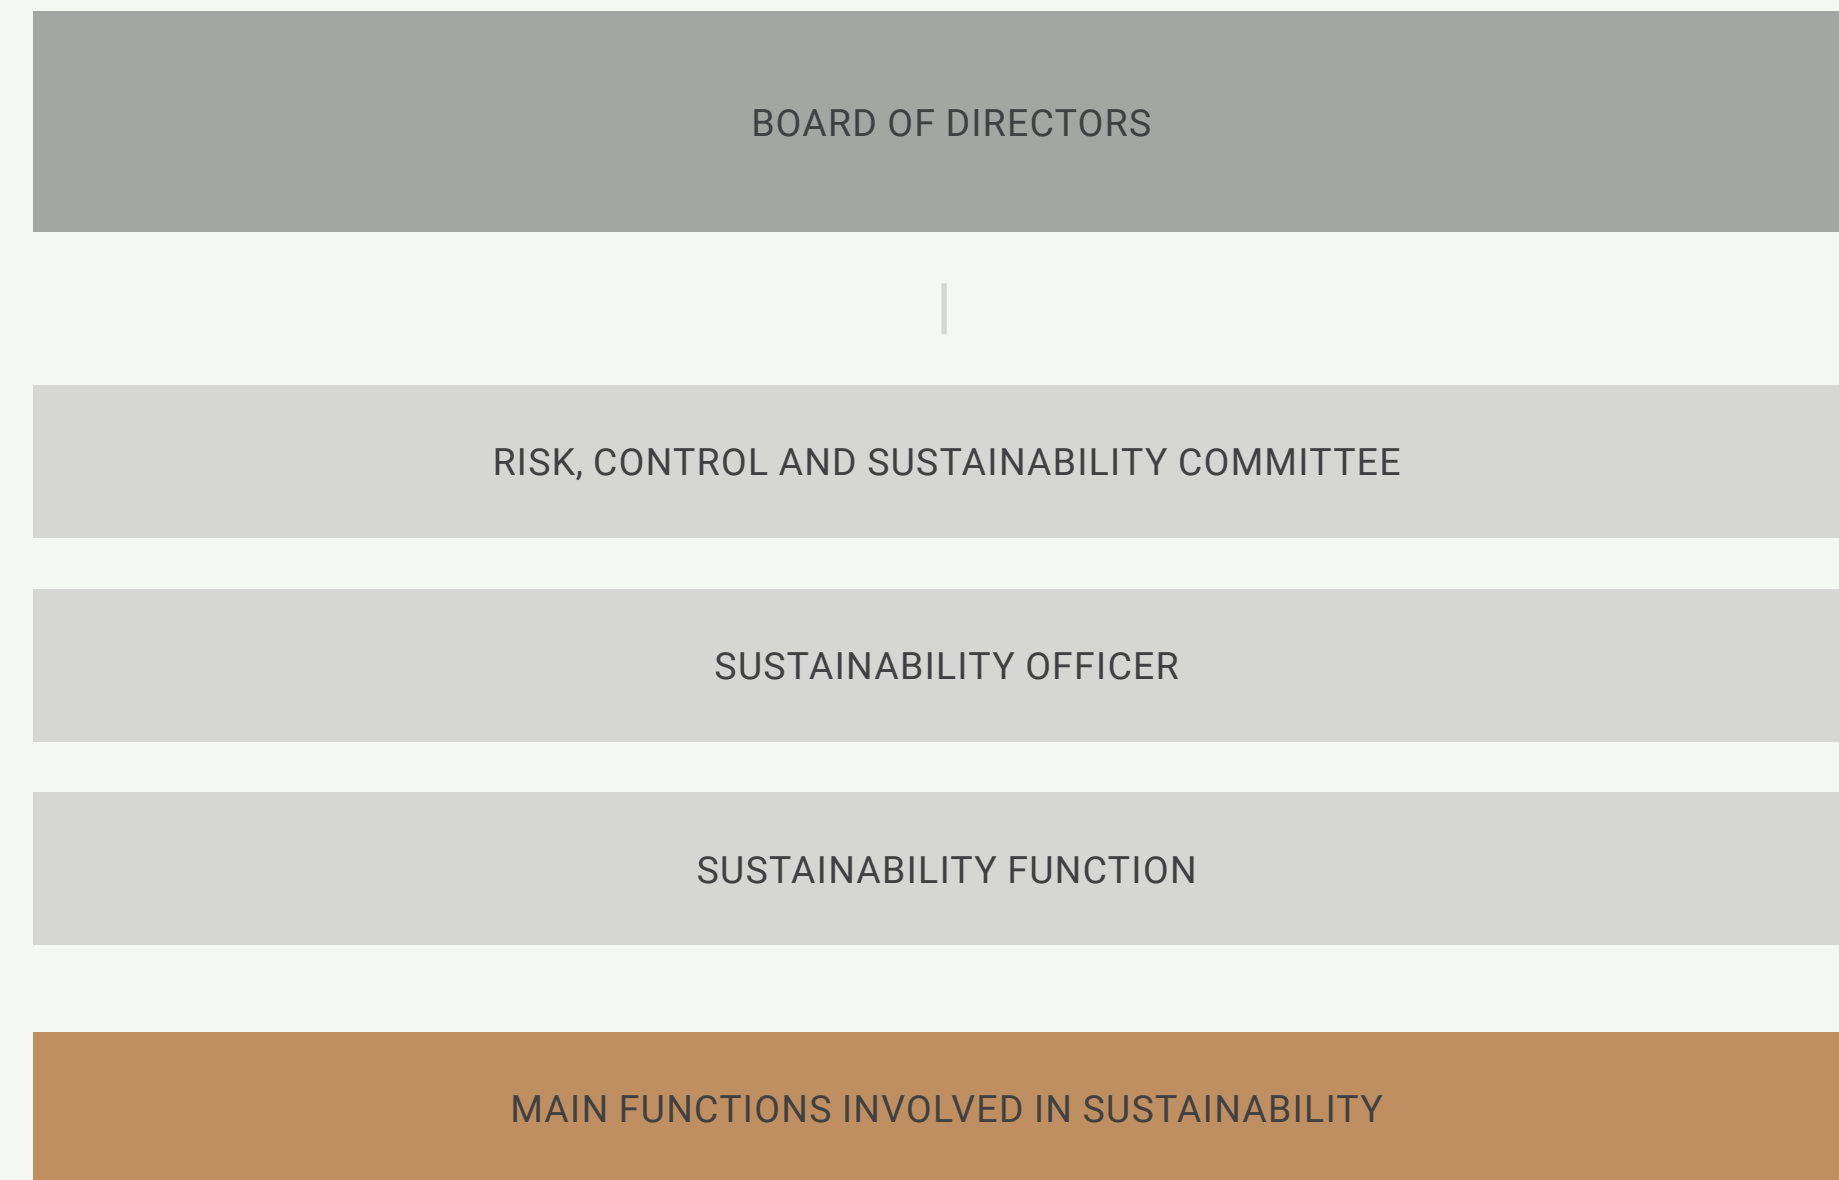 BOARD OF DIRECTORS
RISK, CONTROL AND SUSTAINABILITY COMMITTEE
SUSTAINABILITY OFFICER
SUSTAINABILITY FUNCTION
MAIN FUNCTIONS INVOLVED IN SUSTAINABILITY